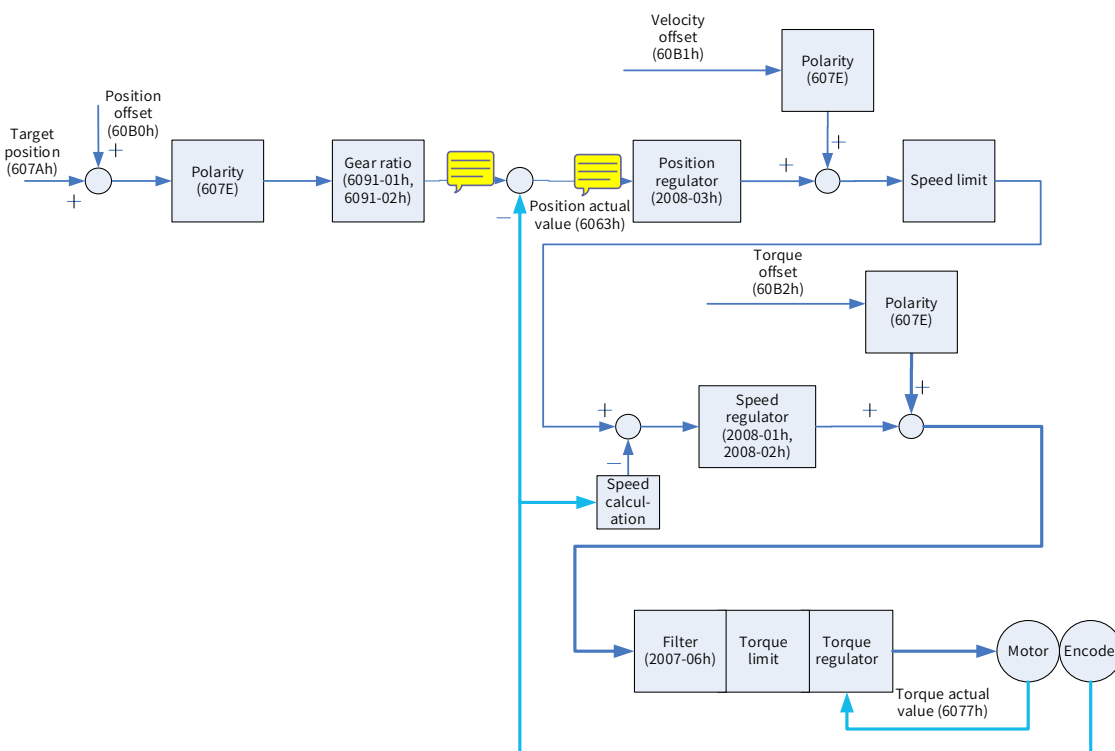 Velocity
offset
(60B1h)
Polarity
(607E)
Position
offset
(60B0h)
Target
position
(607Ah)
+
+
Polarity
(607E)
Gear ratio
(6091-01h,
6091-02h)
Position actual
value (6063h)
—
Position
regulator
(2008-03h)
+
+
Speed limit
Torque
offset
(60B2h)
Polarity
(607E)
+
—
Speed
regulator
(2008-01h,
2008-02h)
+
+
Speed
calcul-
ation
Filter
(2007-06h)
Torque
limit
Torque
regulator
Motor
Encode
Torque actual
value (6077h)